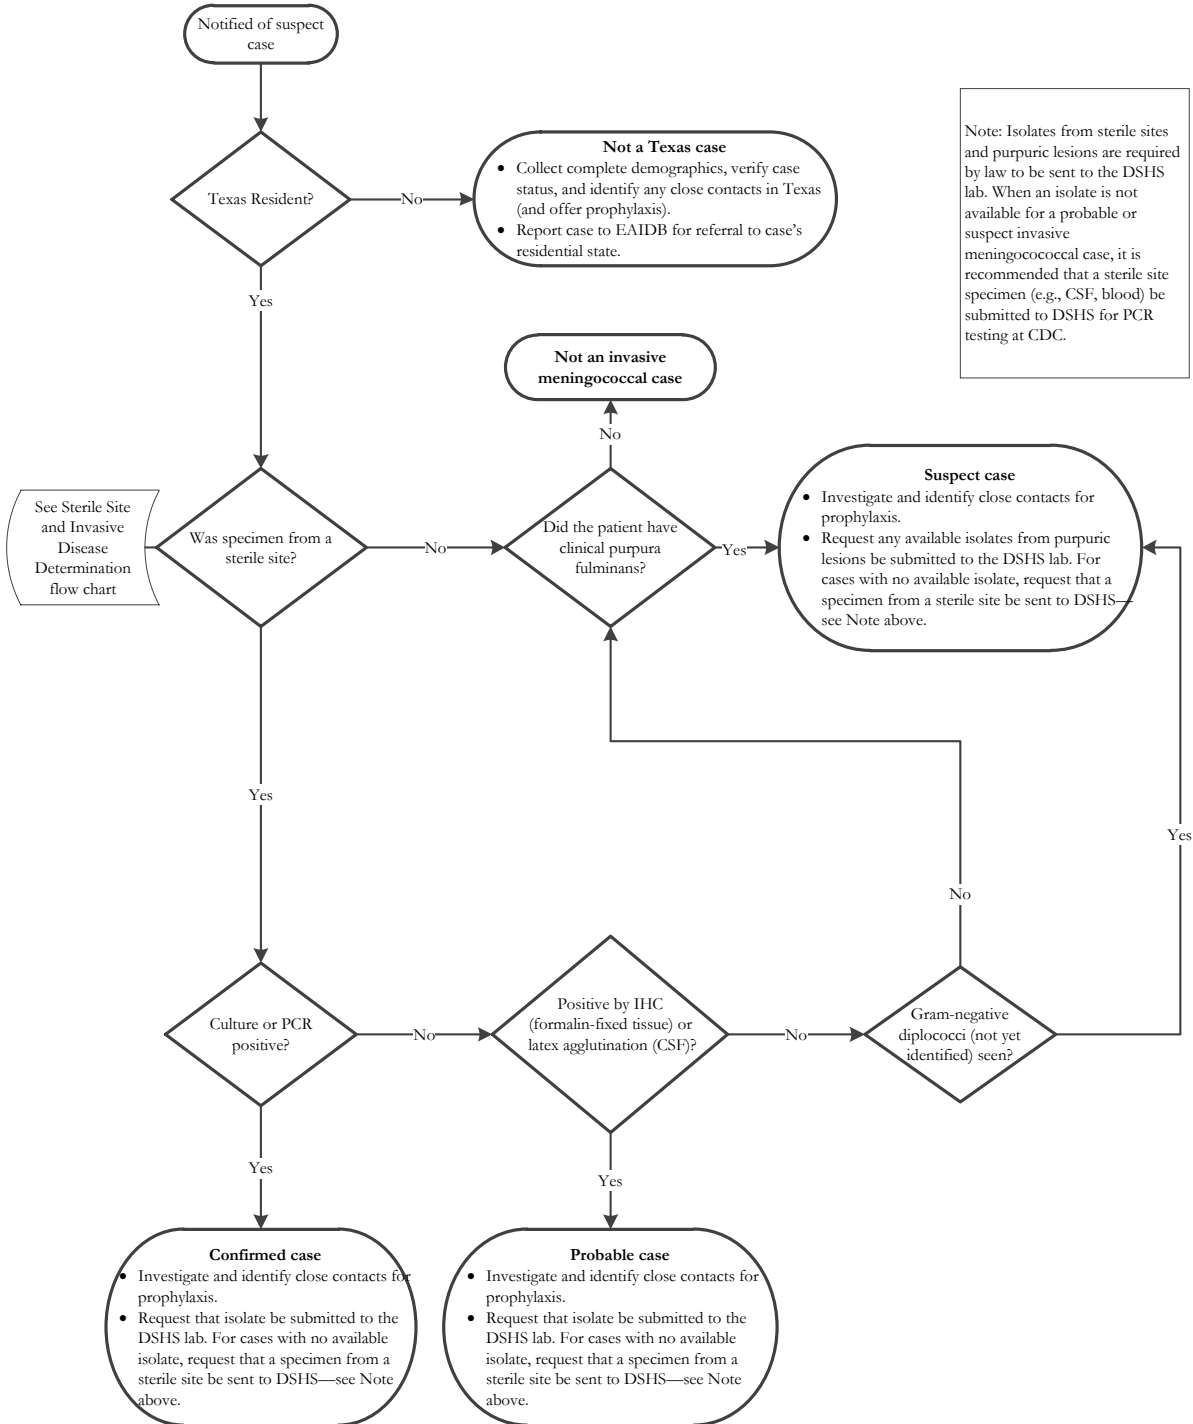 Notified of suspect
case
Texas Resident?
No
Not a Texas case
• Collect complete demographics, verify case
status, and identify any close contacts in Texas
(and offer prophylaxis).
• Report case to EAIDB for referral to case's
residential state.
Note: Isolates from sterile sites
and purpuric lesions are required
by law to be sent to the DSHS
lab. When an isolate is not
available for a probable or
suspect invasive
meningocococcal case, it is
recommended that a sterile site
specimen (e.g., CSF, blood) be
submitted to DSHS for PCR
testing at CDC.
Yes
Not an invasive
meningococcal case
No
See Sterile Site
and Invasive
Disease
Determination
flow chart
Was specimen from a
sterile site?
No
Did the patient have
clinical purpura
fulminans?
Yes
Suspect case
• Investigate and identify close contacts for
prophylaxis.
• Request any available isolates from purpuric
lesions be submitted to the DSHS lab. For
cases with no available isolate, request that a
specimen from a sterile site be sent to DSHS—
see Note above.
Yes
Yes
No
Culture or PCR
positive?
No
Positive by IHC
(formalin-fixed tissue) or
latex agglutination (CSF)?
No
Gram-negative
diplococci (not yet
identified) seen?
Yes
Yes
Confirmed case
• Investigate and identify close contacts for
prophylaxis.
• Request that isolate be submitted to the
DSHS lab. For cases with no available
isolate, request that a specimen from a
sterile site be sent to DSHS—see Note
above.
Probable case
• Investigate and identify close contacts for
prophylaxis.
• Request that isolate be submitted to the
DSHS lab. For cases with no available
isolate, request that a specimen from a
sterile site be sent to DSHS—see Note
above.